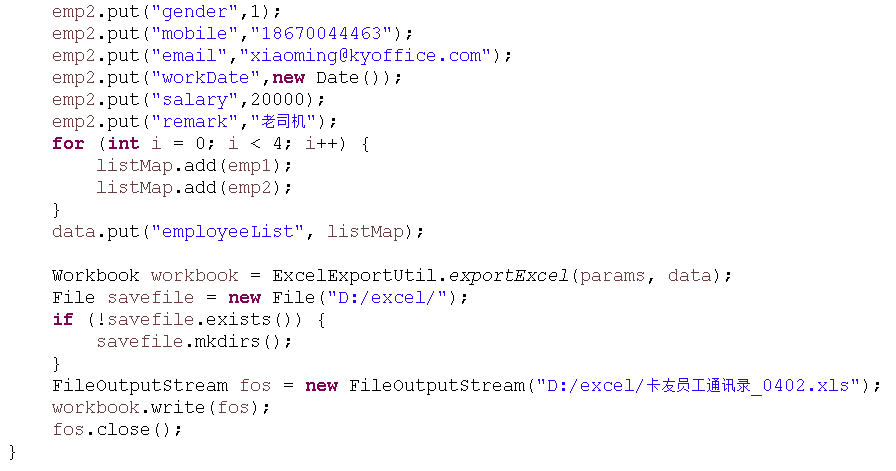 emp2.put("gender",1);
emp2.put("mobile","18670044463");
emp2.put("email","xiaoming@kyoffice.com");
emp2.put("workDate",new Date());
emp2.put("salary",20000);
emp2.put("remark","老司机");
for (int i = 0; i < 4; i++) {
listMap.add(emp1);
listMap.add(emp2);
}
data.put("employeeList", listMap);
Workbook workbook = ExcelExportUtil.exportExcel(params, data);
File savefile = new File("D:/excel/");
if (!savefile.exists()) {
savefile.mkdirs();
}
FileOutputStream fos = new FileOutputStream("D:/excel/卡友员工通讯录_0402.xls");
workbook.write(fos);
fos.close();
}